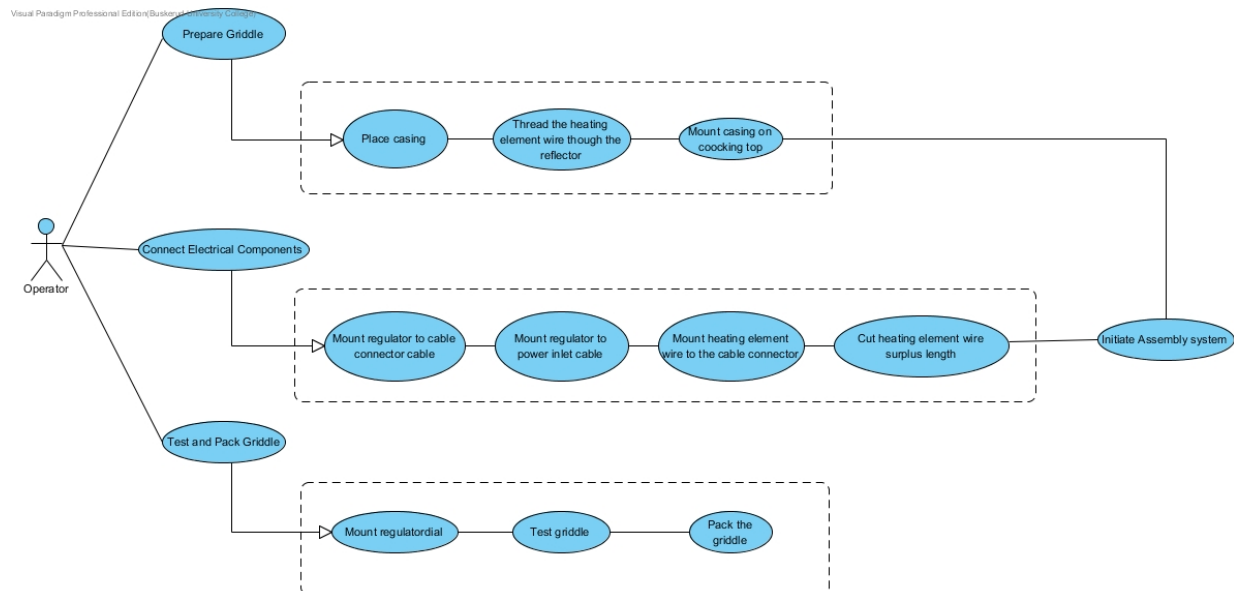 Visual Paradigm Professional Edition(Buskerud University College)
Prepare Griddle
Place casing
Thread the heating
element wire though the
reflector
Mount casing on
coocking top
Operator
Connect Electrical Components
Mount regulator to cable
connector cable
Mount regulator to
power inlet cable
Mount heating element
wire to the cable connector
Cut heating element wire
surplus length
Initiate Assembly system
Test and Pack Griddle
Mount regulatordial
Test griddle
Pack the
griddle